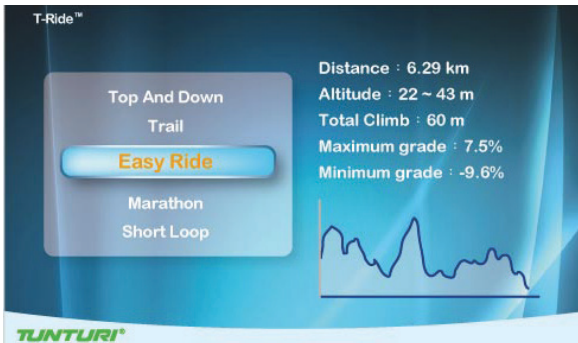 T-Ride™
Top And Down
Trail
Easy Ride
Marathon
Short Loop
Distance : 6.29 km
Altitude : 22 ~ 43 m
Total Climb : 60 m
Maximum grade : 7.5%
Minimum grade : -9.6%
TUNTURI®